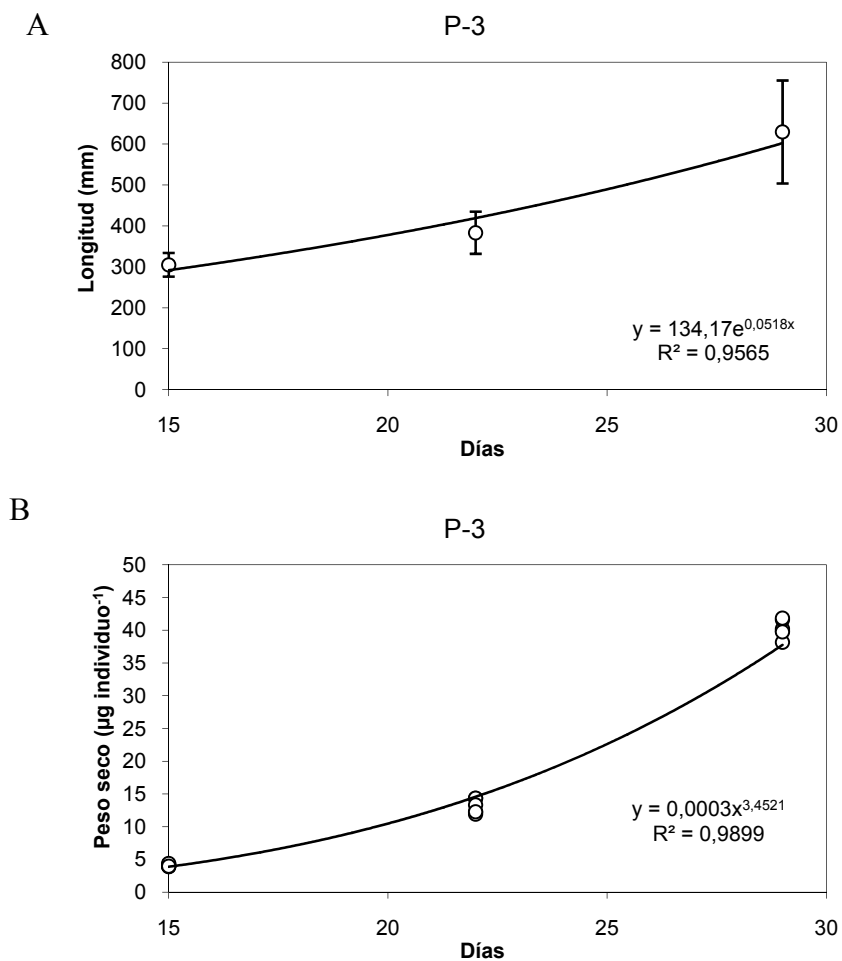 A
P-3
800
700
600
500
400
300
200
100
0
Longitud (mm)
y = 134,17e^0,0518x
R² = 0,9565
15 20 25 30
Días
B
P-3
50
45
40
35
30
25
20
15
10
5
0
Peso seco (µg individuo⁻¹)
y = 0,0003x^3,4521
R² = 0,9899
15 20 25 30
Días